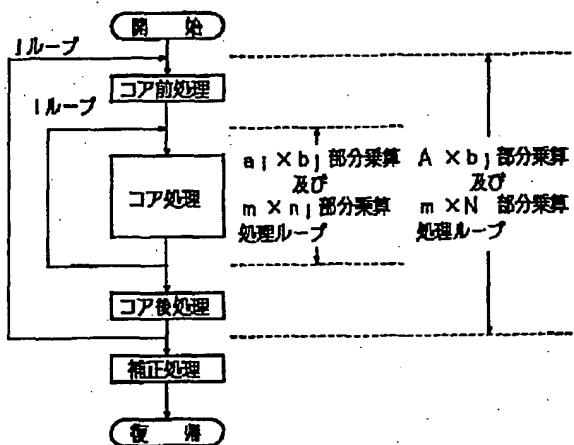 開 始
Jループ
コア前処理
Iループ
コア処理
ai×bj部分乗算
及び
m×nj部分乗算
処理ループ
A×bj部分乗算
及び
m×N 部分乗算
処理ループ
コア後処理
補正処理
復 帰